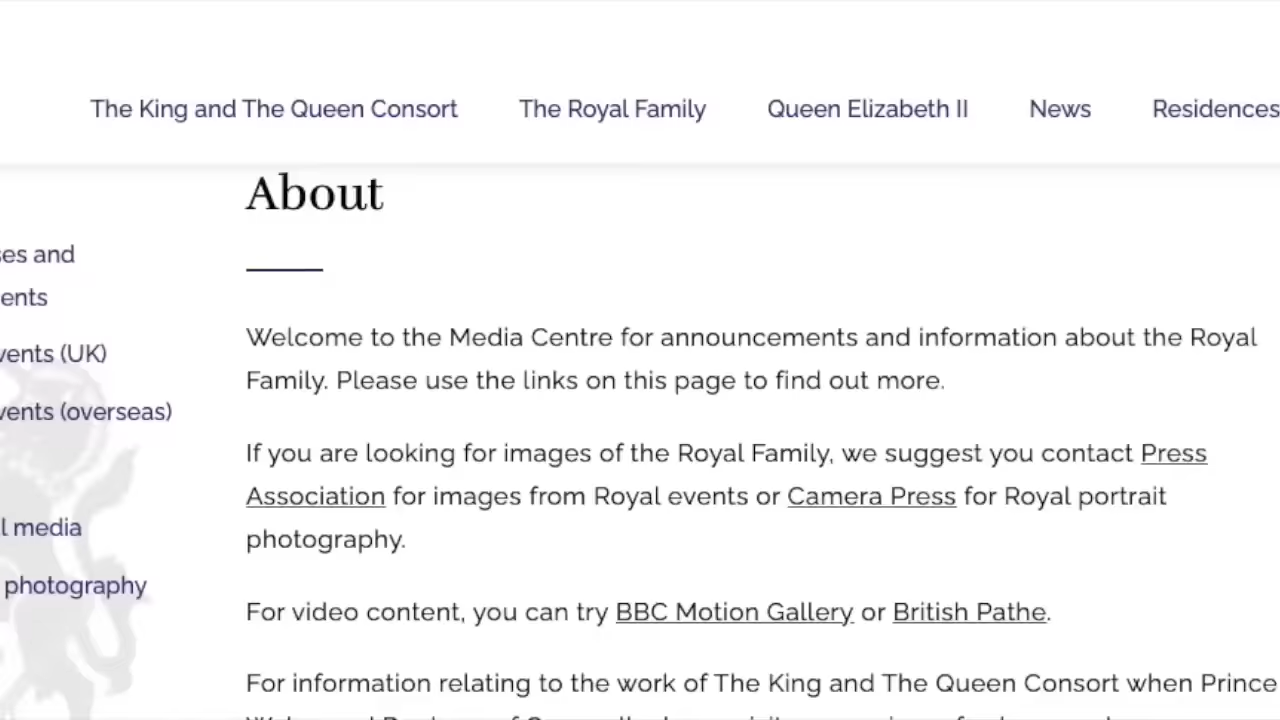 The King and The Queen Consort The Royal Family Queen Elizabeth II News Residences
About
and
vents (UK)
vents (overseas)
media
photography
Welcome to the Media Centre for announcements and information about the Royal
Family. Please use the links on this page to find out more.
If you are looking for images of the Royal Family, we suggest you contact Press
Association for images from Royal events or Camera Press for Royal portrait
photography.
For video content, you can try BBC Motion Gallery or British Pathe.
For information relating to the work of The King and The Queen Consort when Prince